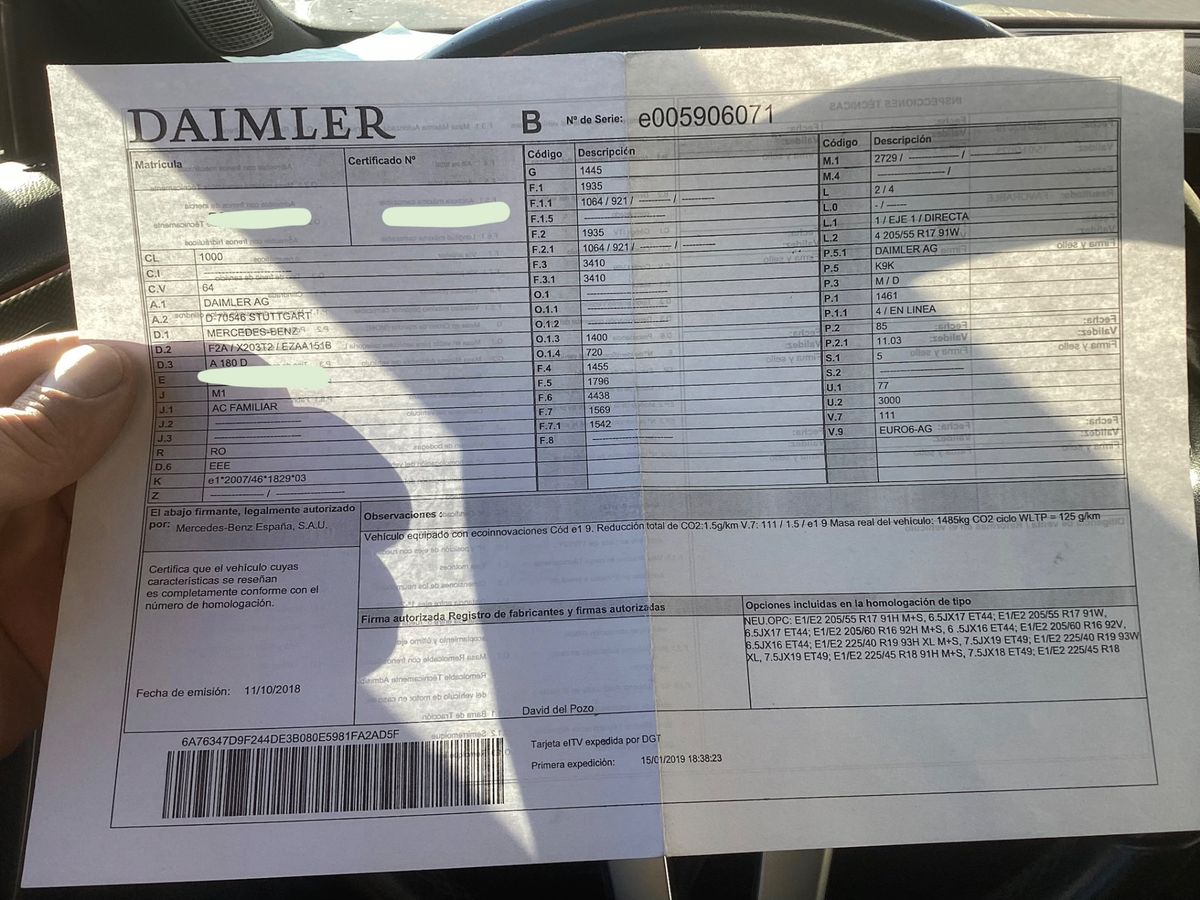 DAIMLER
B Nº de Serie: e005906071
Matrícula Certificado Nº
CL 1000
C.I --------------------
C.V 64
A.1 DAIMLER AG
A.2 D-70546 STUTTGART
D.1 MERCEDES-BENZ
D.2 F2A / X203T2 / EZAA151B
D.3 A 180 D
E
J M1
J.1 AC FAMILIAR
J.2 --------------------
J.3 --------------------
R RO
D.6 EEE
K e1*2007/46*1829*03
Z -------------- / ----------------
Código Descripción
G 1445
F.1 1935
F.1.1 1064 / 921 / ---------- / ----------
F.1.5 --------------------
F.2 1935
F.2.1 1064 / 921 / ---------- / ----------
F.3 3410
F.3.1 3410
O.1 --------------------
O.1.1 --------------------
O.1.2 --------------------
O.1.3 1400
O.1.4 720
F.4 1455
F.5 1796
F.6 4438
F.7 1569
F.7.1 1542
F.8 --------------------
Código Descripción
M.1 2729 / ------------ / ------------
M.4 ----------------- /
L 2 / 4
L.0 - / -----
L.1 1 / EJE 1 / DIRECTA
L.2 4 205/55 R17 91W
P.5.1 DAIMLER AG
P.5 K9K
P.3 M / D
P.1 1461
P.1.1 4 / EN LINEA
P.2 85
P.2.1 11.03
S.1 5
S.2 --------------------
U.1 77
U.2 3000
V.7 111
V.9 EURO6-AG
El abajo firmante, legalmente autorizado
por: Mercedes-Benz España, S.A.U.
Certifica que el vehículo cuyas
características se reseñan
es completamente conforme con el
número de homologación.
Fecha de emisión: 11/10/2018
Observaciones :
Vehículo equipado con ecoinnovaciones Cód e1 9. Reducción total de CO2:1.5g/km V.7: 111 / 1.5 / e1 9 Masa real del vehículo: 1485kg CO2 ciclo WLTP = 125 g/km
Firma autorizada Registro de fabricantes y firmas autorizadas
David del Pozo
Opciones incluidas en la homologación de tipo
NEU.OPC: E1/E2 205/55 R17 91H M+S, 6.5JX17 ET44; E1/E2 205/55 R17 91W,
6.5JX17 ET44; E1/E2 205/60 R16 92H M+S, 6 .5JX16 ET44; E1/E2 205/60 R16 92V,
6.5JX16 ET44; E1/E2 225/40 R19 93H XL M+S, 7.5JX19 ET49; E1/E2 225/40 R19 93W
XL, 7.5JX19 ET49; E1/E2 225/45 R18 91H M+S, 7.5JX18 ET49; E1/E2 225/45 R18
6A76347D9F244DE3B080E5981FA2AD5F
Tarjeta eITV expedida por DGT
Primera expedición: 15/01/2019 18:38:23